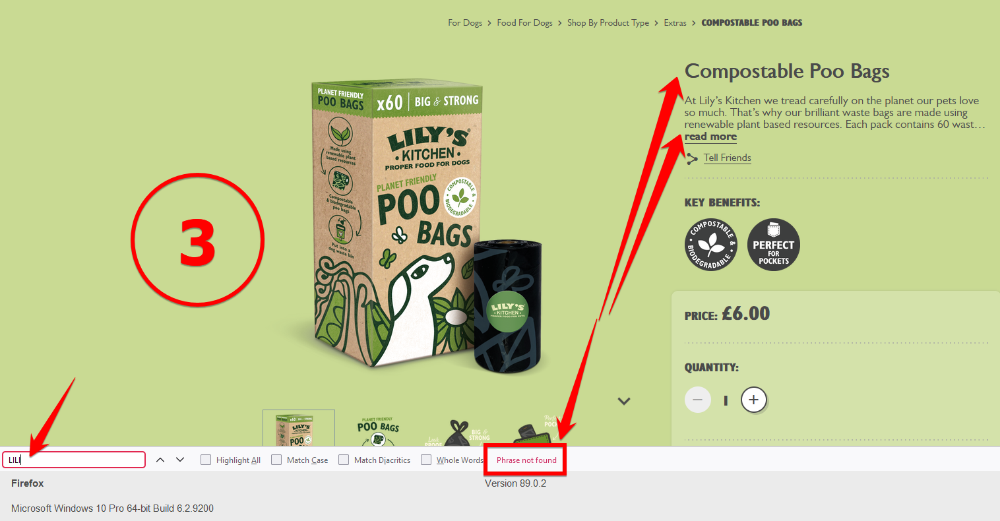 For Dogs > Food For Dogs > Shop By Product Type > Extras > COMPOSTABLE POO BAGS
Compostable Poo Bags
At Lily's Kitchen we tread carefully on the planet our pets love
so much. That's why our brilliant waste bags are made using
renewable plant based resources. Each pack contains 60 wast...
read more
Tell Friends
KEY BENEFITS:
COMPOSTABLE & BIODEGRADABLE
PERFECT
FOR
POCKETS
PRICE: £6.00
QUANTITY:
1
3
PLANET FRIENDLY
POO BAGS
x60 | BIG & STRONG
Made using
renewable plant
based resources
Compostable
& biodegradable
poo bags
Put into a
dog waste bin
LILY'S®
• KITCHEN •
PROPER FOOD FOR DOGS
PLANET FRIENDLY
POO
BAGS
COMPOSTABLE & BIODEGRADABLE
LILY'S
• KITCHEN •
PROPER FOOD FOR PETS
x60 | BIG & STRONG
LILY'S
KITCHEN
POO
PLANET FRIENDLY
POO BAGS
BIG &
STRONG
LILI
Highlight All
Match Case
Match Diacritics
Whole Words
Phrase not found
Firefox
Version 89.0.2
Microsoft Windows 10 Pro 64-bit Build 6.2.9200